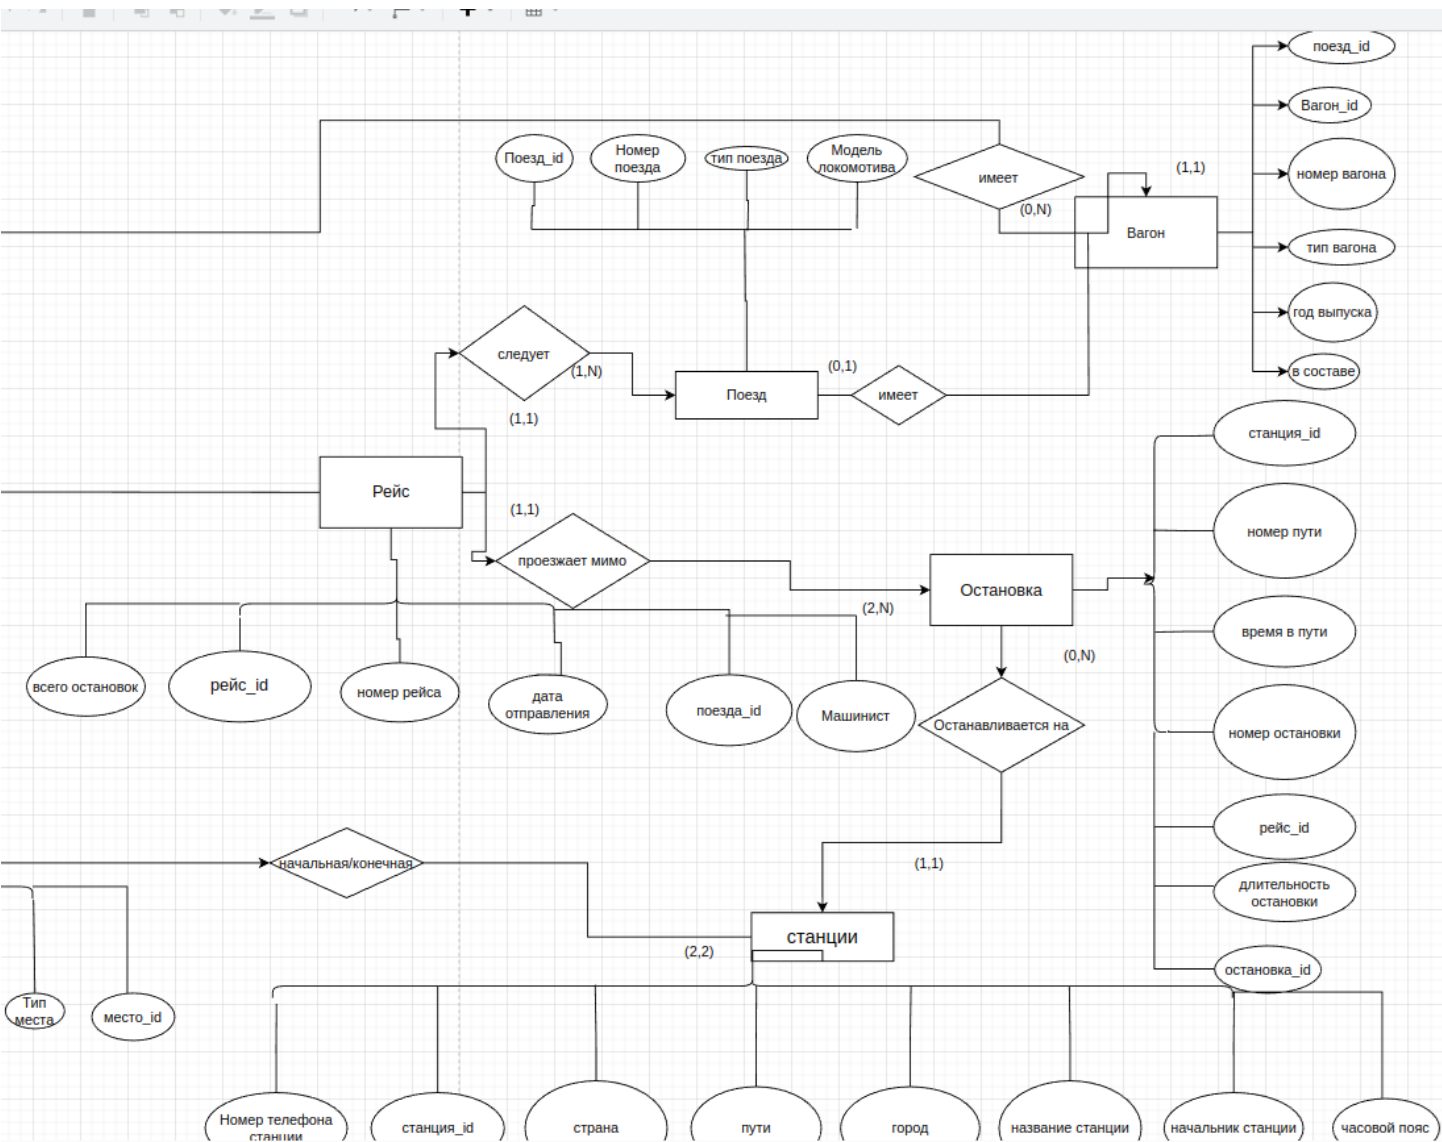 поезд_id
Вагон_id
Поезд_id
Номер
поезда
тип поезда
Модель
локомотива
имеет
(1,1)
номер вагона
(0,N)
Вагон
тип вагона
год выпуска
следует
(1,N)
(0,1)
в составе
Поезд
имеет
(1,1)
станция_id
Рейс
(1,1)
номер пути
проезжает мимо
Остановка
(2,N)
время в пути
(0,N)
всего остановок
рейс_id
номер рейса
дата
отправления
поезда_id
Машинист
Останавливается на
номер остановки
рейс_id
начальная/конечная
(1,1)
длительность
остановки
станции
(2,2)
остановка_id
Тип
места
место_id
Номер телефона
станции
станция_id
страна
пути
город
название станции
начальник станции
часовой пояс